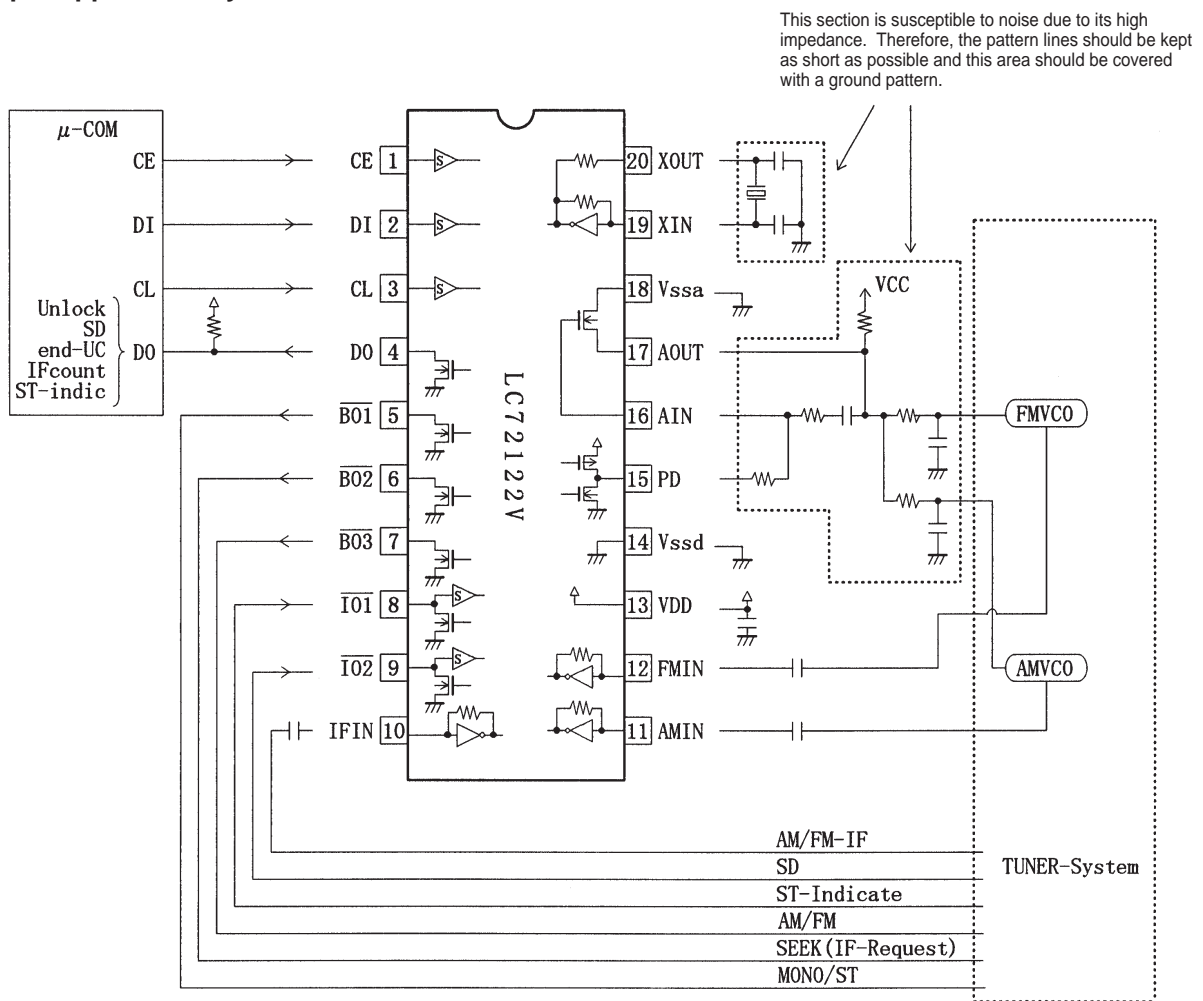 This section is susceptible to noise due to its high
impedance. Therefore, the pattern lines should be kept
as short as possible and this area should be covered
with a ground pattern.
μ-COM
CE
DI
CL
Unlock
SD
end-UC
IFcount
ST-indic
DO
CE 1
DI 2
CL 3
DO 4
BO1 5
BO2 6
BO3 7
IO1 8
IO2 9
IFIN 10
S
S
S
S
S
LC72122V
20 XOUT
19 XIN
18 Vssa
17 AOUT
16 AIN
15 PD
14 Vssd
13 VDD
12 FMIN
11 AMIN
VCC
FMVCO
AMVCO
TUNER-System
AM/FM-IF
SD
ST-Indicate
AM/FM
SEEK(IF-Request)
MONO/ST